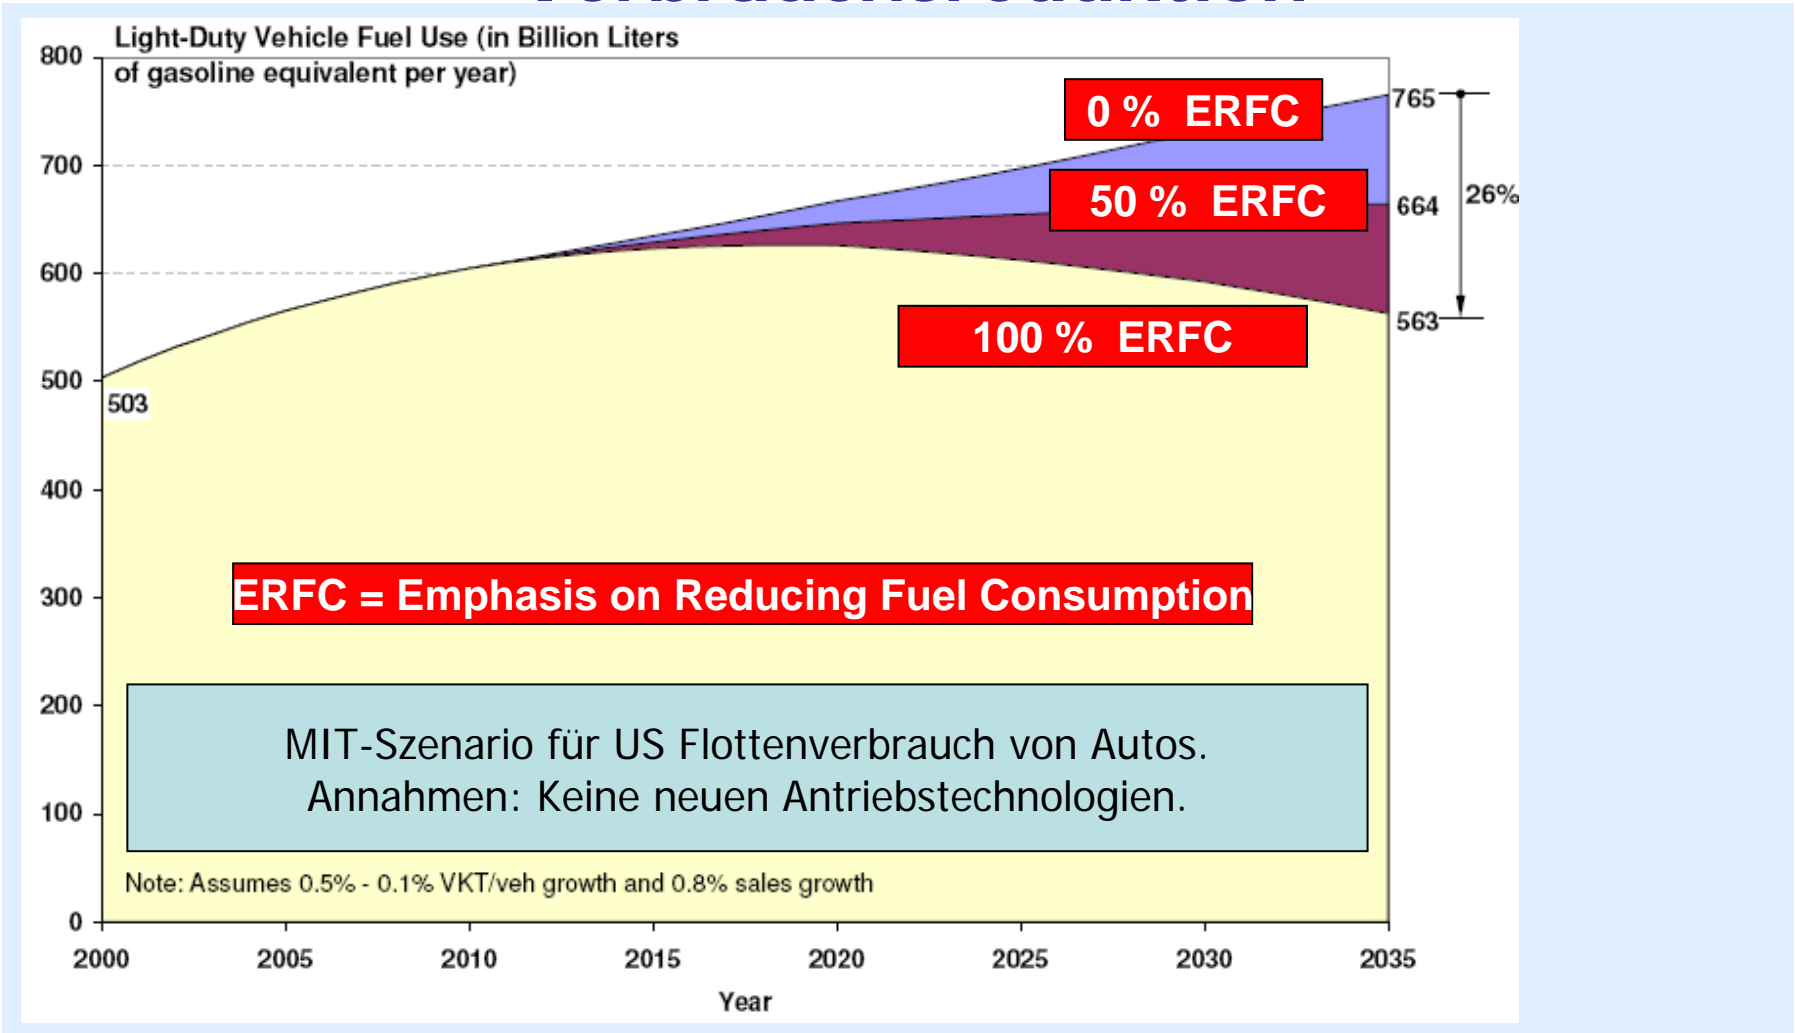 Light-Duty Vehicle Fuel Use (in Billion Liters
of gasoline equivalent per year)
800
700
600
500
400
300
200
100
0
0 % ERFC
50 % ERFC
100 % ERFC
765
664
563
26%
503
ERFC = Emphasis on Reducing Fuel Consumption
MIT-Szenario für US Flottenverbrauch von Autos.
Annahmen: Keine neuen Antriebstechnologien.
Note: Assumes 0.5% - 0.1% VKT/veh growth and 0.8% sales growth
2000 2005 2010 2015 2020 2025 2030 2035
Year